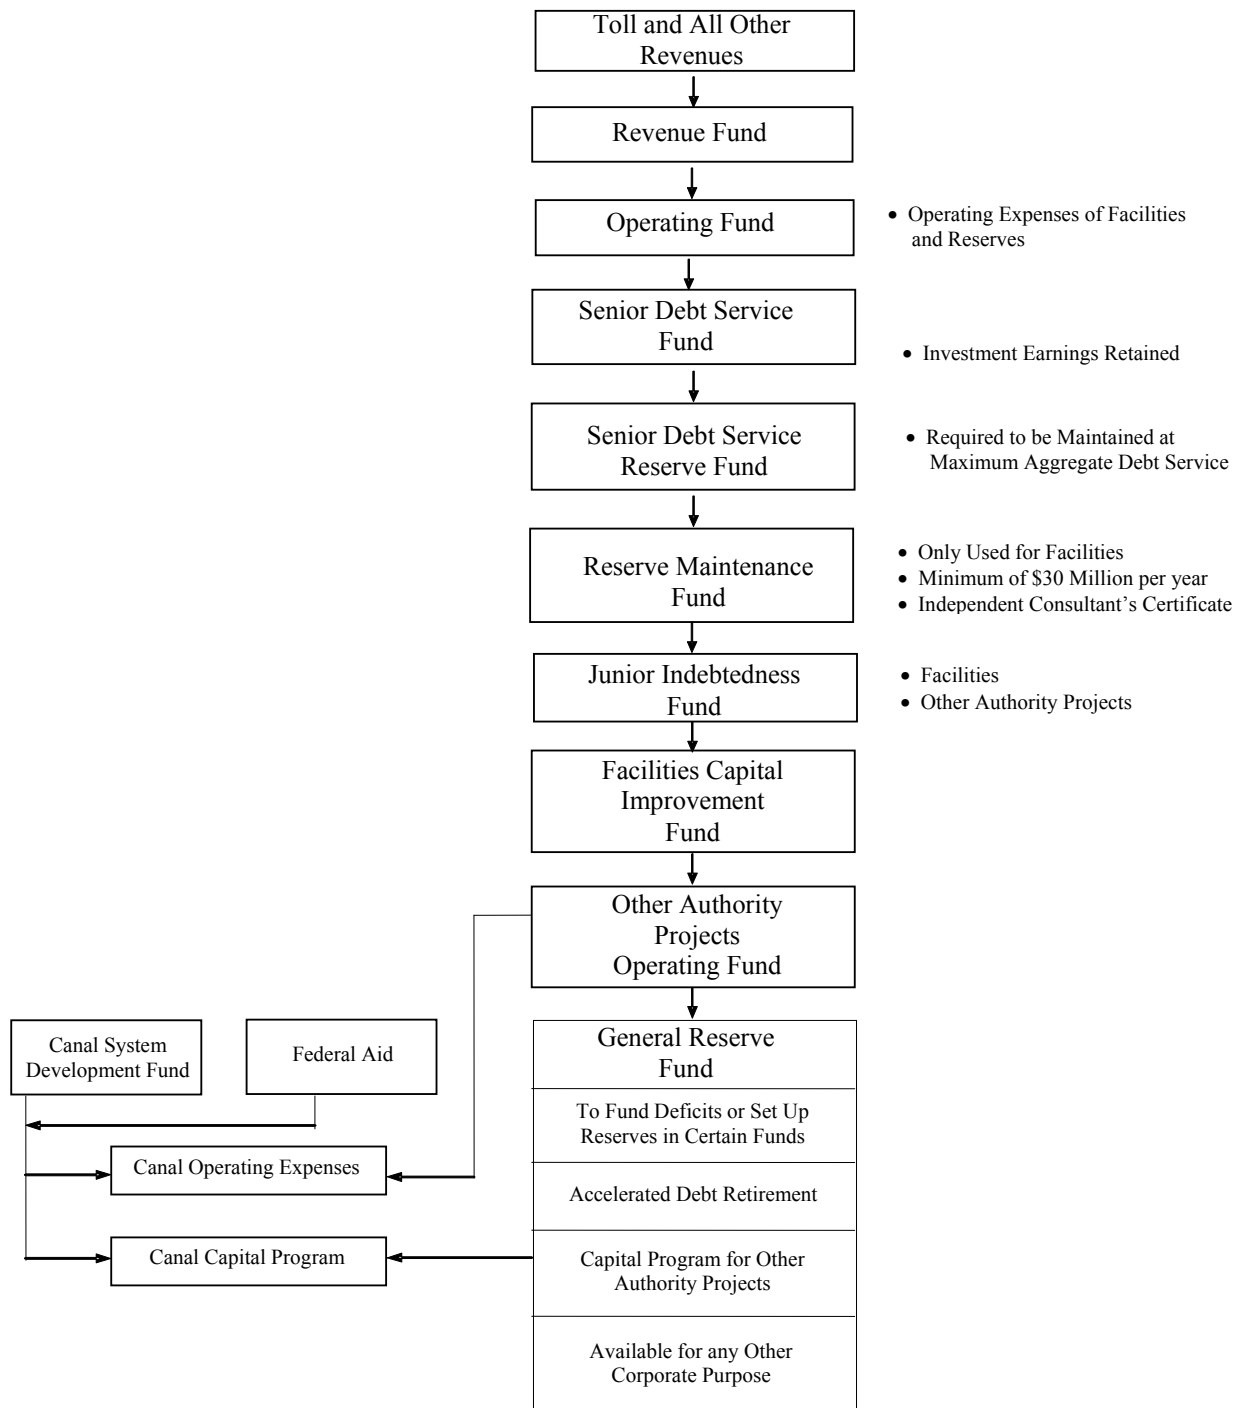 Toll and All Other
Revenues
Revenue Fund
Operating Fund
• Operating Expenses of Facilities
and Reserves
Senior Debt Service
Fund
• Investment Earnings Retained
Senior Debt Service
Reserve Fund
• Required to be Maintained at
Maximum Aggregate Debt Service
Reserve Maintenance
Fund
• Only Used for Facilities
• Minimum of $30 Million per year
• Independent Consultant’s Certificate
Junior Indebtedness
Fund
• Facilities
• Other Authority Projects
Facilities Capital
Improvement
Fund
Other Authority
Projects
Operating Fund
Canal System
Development Fund
Federal Aid
General Reserve
Fund
To Fund Deficits or Set Up
Reserves in Certain Funds
Canal Operating Expenses
Accelerated Debt Retirement
Canal Capital Program
Capital Program for Other
Authority Projects
Available for any Other
Corporate Purpose